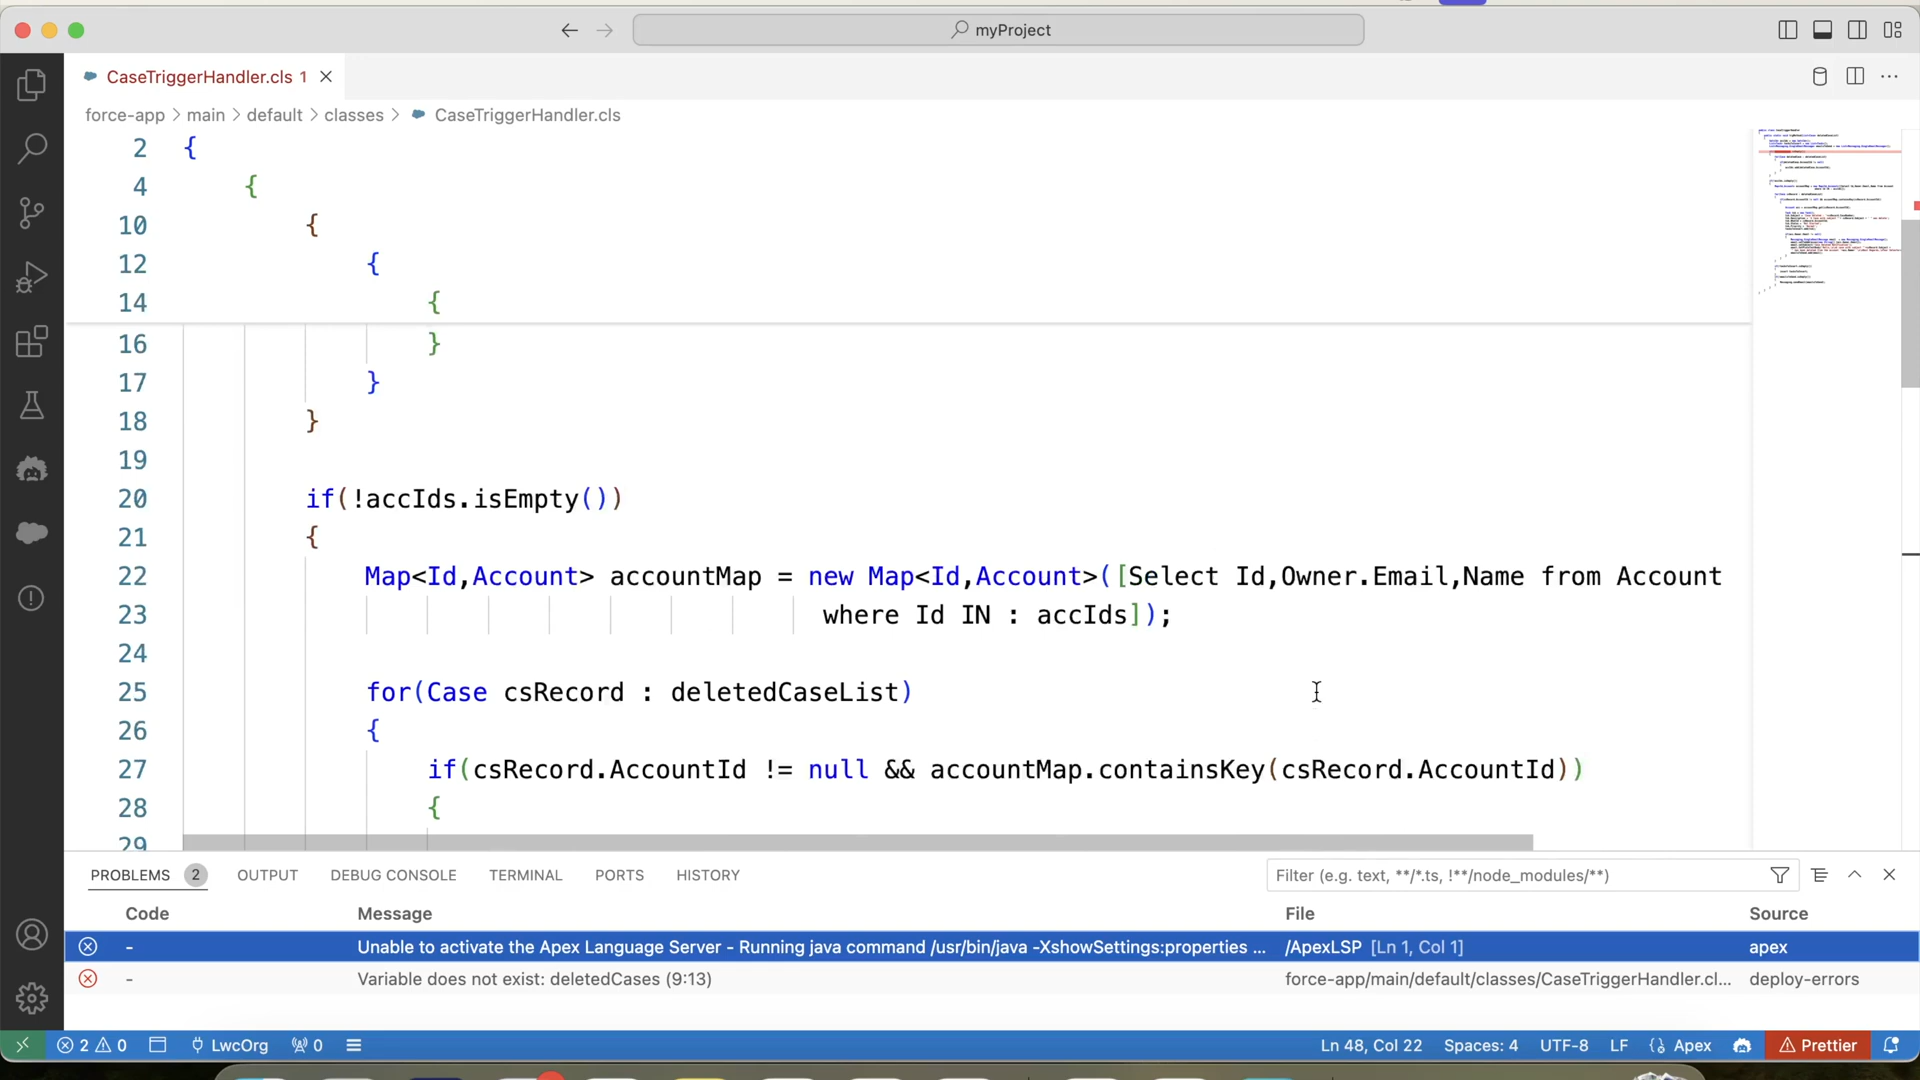 myProject
CaseTriggerHandler.cls 1
force-app > main > default > classes > CaseTriggerHandler.cls
2 {
4 {
10 {
12 {
14 {
16 }
17 }
18 }
19
20 if(!accIds.isEmpty())
21 {
22 Map<Id,Account> accountMap = new Map<Id,Account>([Select Id,Owner.Email,Name from Account
23 where Id IN : accIds]);
24
25 for(Case csRecord : deletedCaseList)
26 {
27 if(csRecord.AccountId != null && accountMap.containsKey(csRecord.AccountId))
28 {
29
PROBLEMS 2 OUTPUT DEBUG CONSOLE TERMINAL PORTS HISTORY Filter (e.g. text, **/*.ts, !**/node_modules/**)
Code Message File Source
- Unable to activate the Apex Language Server - Running java command /usr/bin/java -XshowSettings:properties ... /ApexLSP [Ln 1, Col 1] apex
- Variable does not exist: deletedCases (9:13) force-app/main/default/classes/CaseTriggerHandler.cl... deploy-errors
2 0 LwcOrg 0 Ln 48, Col 22 Spaces: 4 UTF-8 LF Apex Prettier